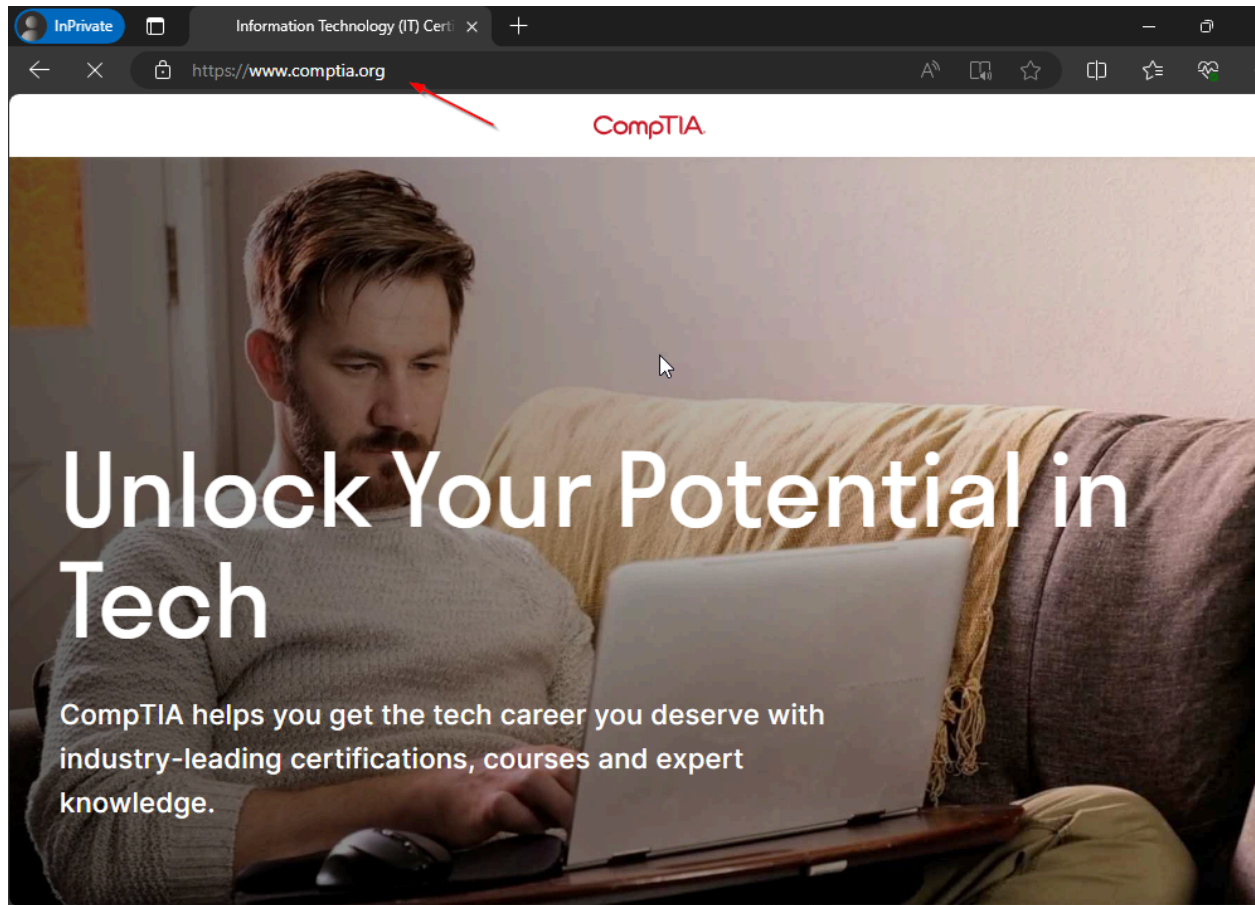 InPrivate
Information Technology (IT) Certi
https://www.comptia.org
CompTIA.
Unlock Your Potential in
Tech
CompTIA helps you get the tech career you deserve with
industry-leading certifications, courses and expert
knowledge.